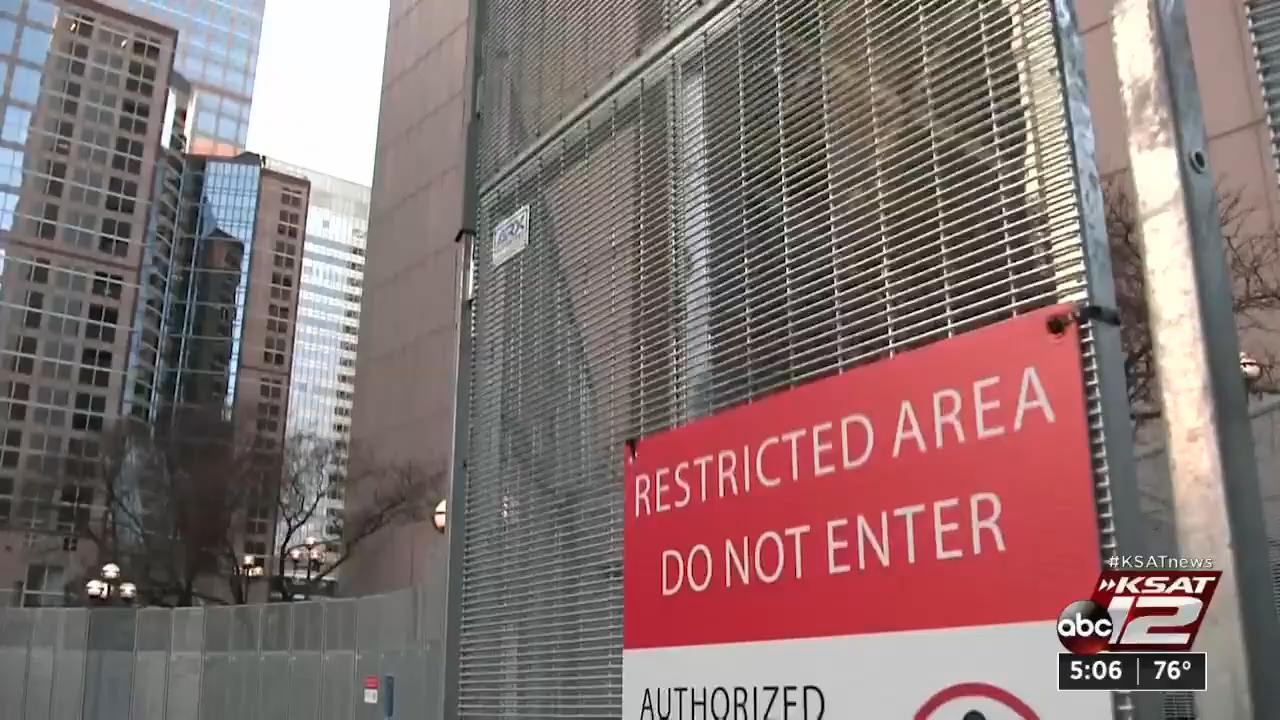 RESTRICTED AREA
DO NOT ENTER
AUTHORIZED
#KSATnews
KSAT
abc 12
5:06 76°